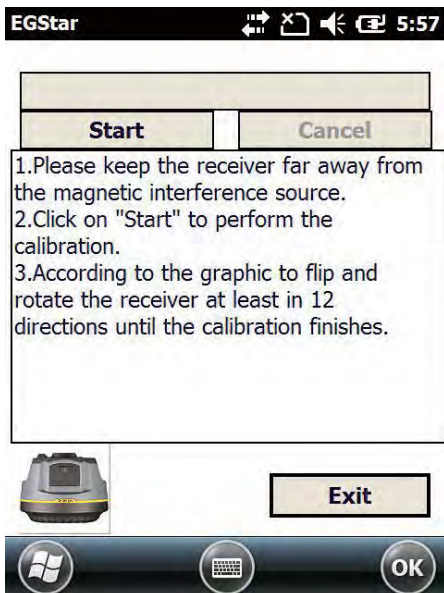 EGStar 5:57
Start Cancel
1.Please keep the receiver far away from
the magnetic interference source.
2.Click on "Start" to perform the
calibration.
3.According to the graphic to flip and
rotate the receiver at least in 12
directions until the calibration finishes.
Exit
OK